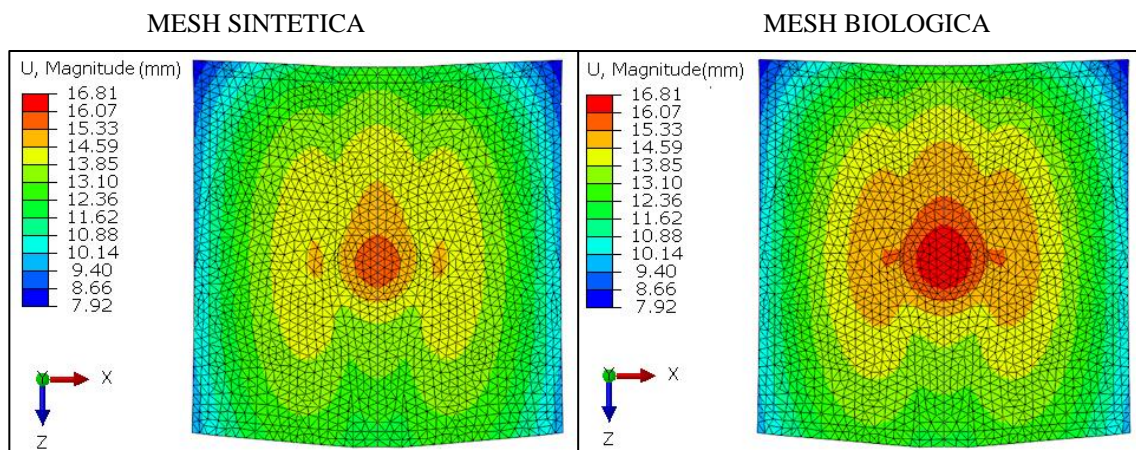 MESH SINTETICA
U, Magnitude (mm)
16.81
16.07
15.33
14.59
13.85
13.10
12.36
11.62
10.88
10.14
9.40
8.66
7.92
Y
X
Z
MESH BIOLOGICA
U, Magnitude(mm)
16.81
16.07
15.33
14.59
13.85
13.10
12.36
11.62
10.88
10.14
9.40
8.66
7.92
Y
X
Z